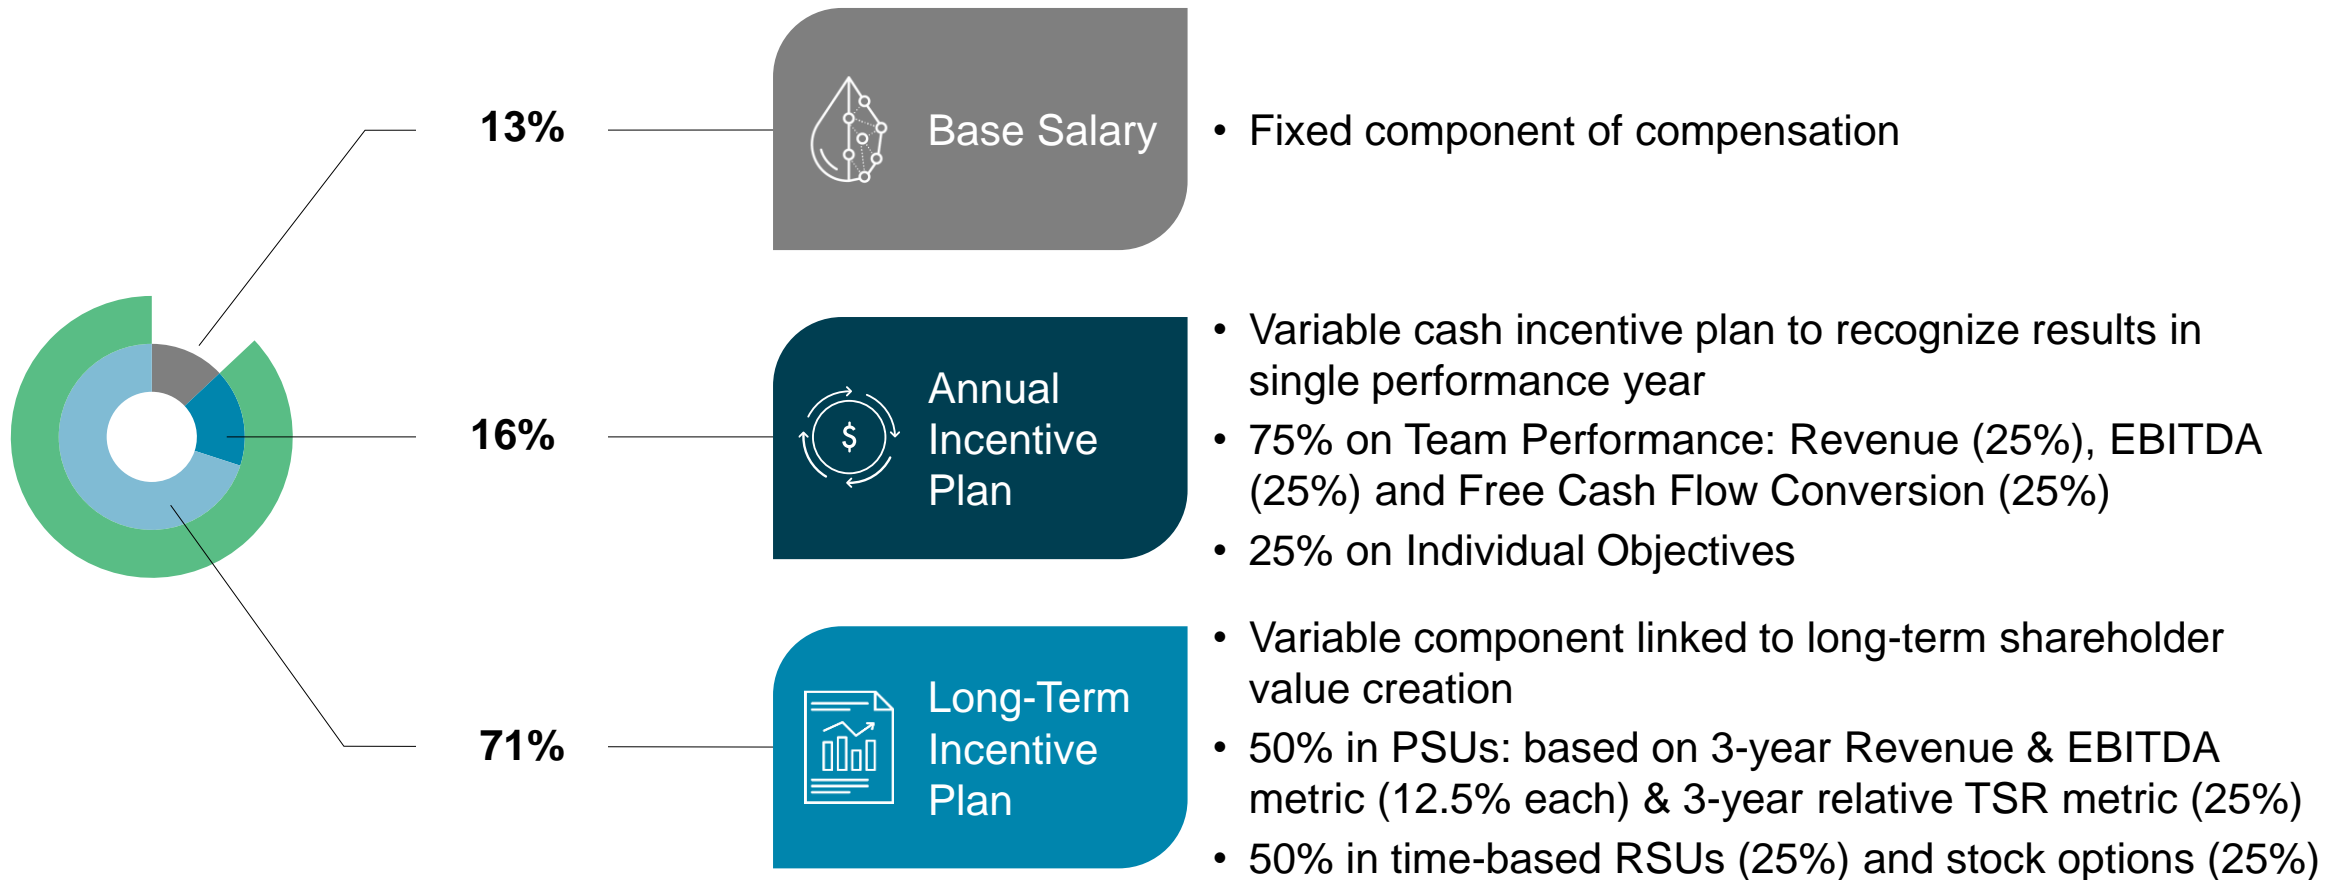 13%
Base Salary
• Fixed component of compensation
16%
$
Annual
Incentive
Plan
• Variable cash incentive plan to recognize results in
single performance year
• 75% on Team Performance: Revenue (25%), EBITDA
(25%) and Free Cash Flow Conversion (25%)
• 25% on Individual Objectives
71%
Long-Term
Incentive
Plan
• Variable component linked to long-term shareholder
value creation
• 50% in PSUs: based on 3-year Revenue & EBITDA
metric (12.5% each) & 3-year relative TSR metric (25%)
• 50% in time-based RSUs (25%) and stock options (25%)